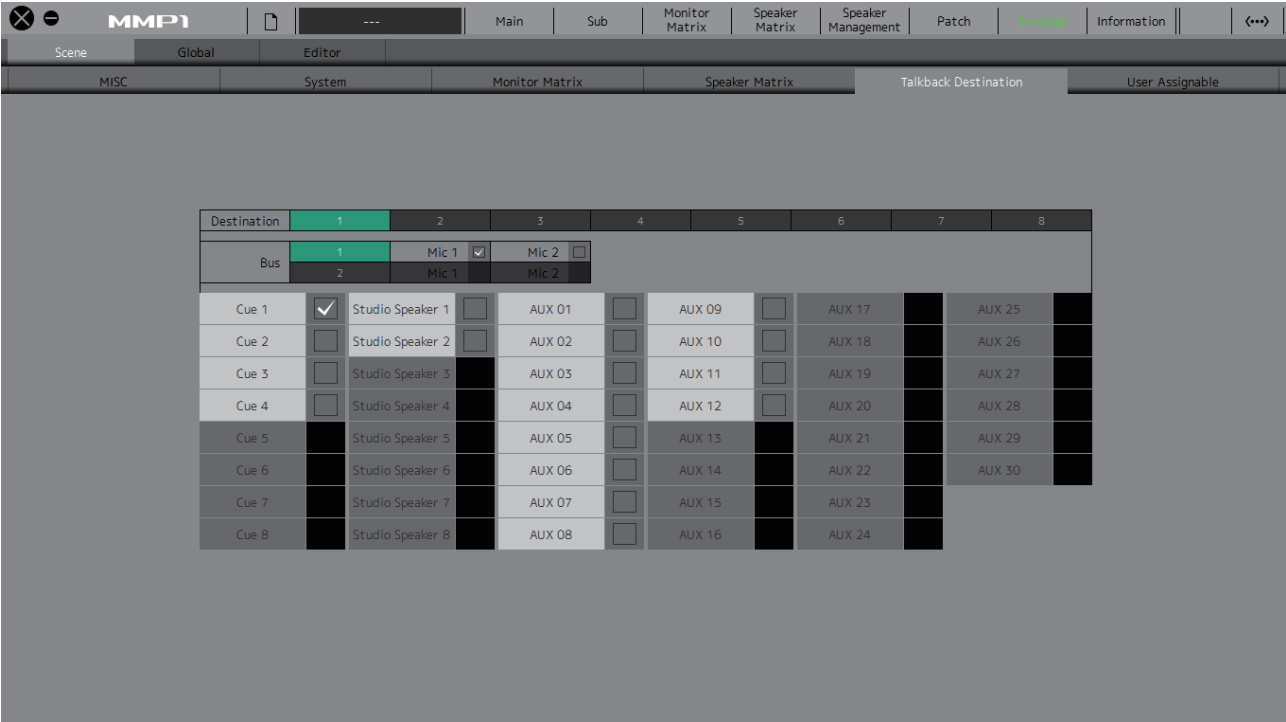 MMP1 --- Main Sub Monitor Matrix Speaker Matrix Speaker Management Patch Settings Information
Scene Global Editor
MISC System Monitor Matrix Speaker Matrix Talkback Destination User Assignable
Destination 1 2 3 4 5 6 7 8
Bus
1 Mic 1 Mic 2
2 Mic 1 Mic 2
Cue 1 Studio Speaker 1 AUX 01 AUX 09 AUX 17 AUX 25
Cue 2 Studio Speaker 2 AUX 02 AUX 10 AUX 18 AUX 26
Cue 3 Studio Speaker 3 AUX 03 AUX 11 AUX 19 AUX 27
Cue 4 Studio Speaker 4 AUX 04 AUX 12 AUX 20 AUX 28
Cue 5 Studio Speaker 5 AUX 05 AUX 13 AUX 21 AUX 29
Cue 6 Studio Speaker 6 AUX 06 AUX 14 AUX 22 AUX 30
Cue 7 Studio Speaker 7 AUX 07 AUX 15 AUX 23
Cue 8 Studio Speaker 8 AUX 08 AUX 16 AUX 24